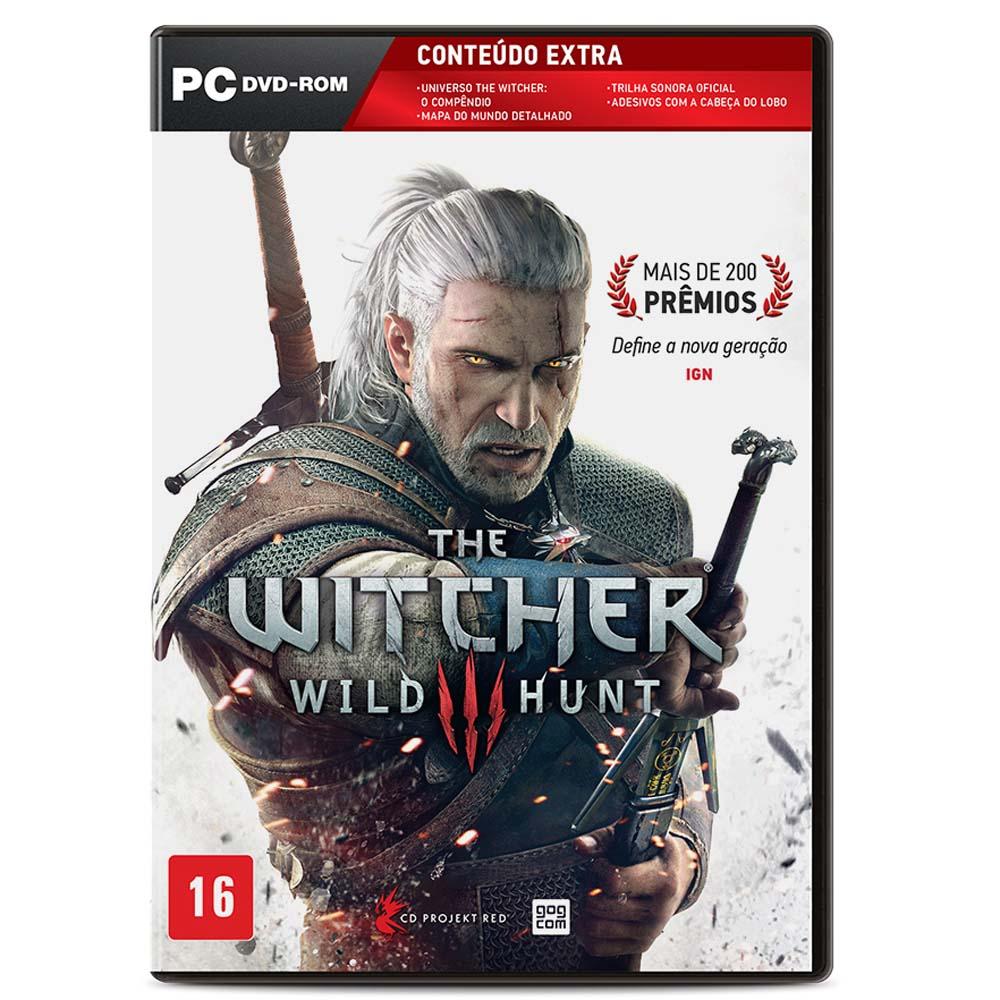 PC DVD-ROM
CONTEÚDO EXTRA
•UNIVERSO THE WITCHER:
O COMPÊNDIO
•MAPA DO MUNDO DETALHADO
•TRILHA SONORA OFICIAL
•ADESIVOS COM A CABEÇA DO LOBO
MAIS DE 200
PRÊMIOS
Define a nova geração
IGN
THE
WITCHER®
WILD III HUNT
16
CD PROJEKT RED®
gog
com